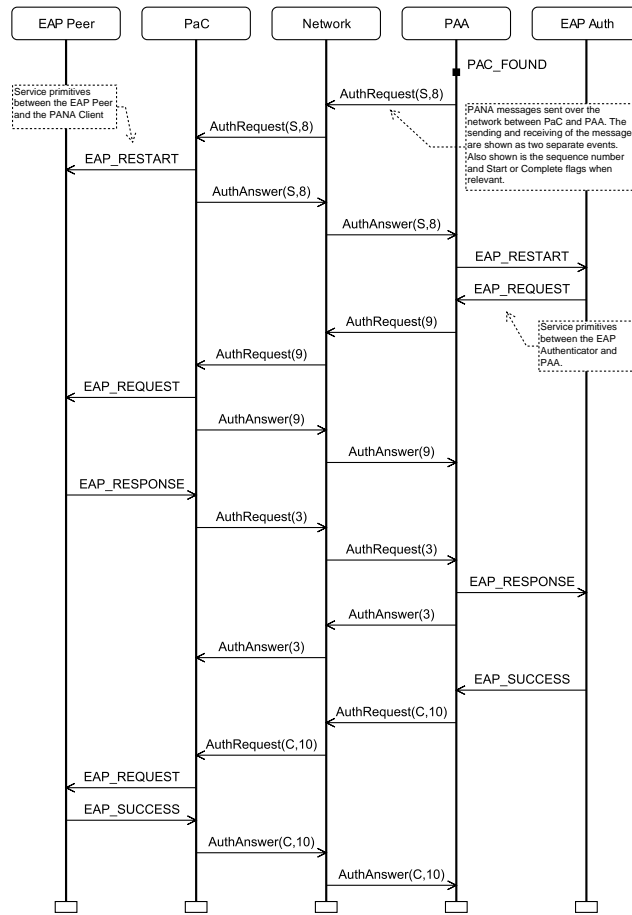 EAP Peer
PaC
Network
PAA
EAP Auth
PAC_FOUND
Service primitives
between the EAP Peer
and the PANA Client
AuthRequest(S,8)
PANA messages sent over the
network between PaC and PAA. The
sending and receiving of the message
are shown as two separate events.
Also shown is the sequence number
and Start or Complete flags when
relevant.
AuthRequest(S,8)
EAP_RESTART
AuthAnswer(S,8)
AuthAnswer(S,8)
EAP_RESTART
EAP_REQUEST
AuthRequest(9)
Service primitives
between the EAP
Authenticator and
PAA.
AuthRequest(9)
EAP_REQUEST
AuthAnswer(9)
AuthAnswer(9)
EAP_RESPONSE
AuthRequest(3)
AuthRequest(3)
EAP_RESPONSE
AuthAnswer(3)
AuthAnswer(3)
EAP_SUCCESS
AuthRequest(C,10)
AuthRequest(C,10)
EAP_REQUEST
EAP_SUCCESS
AuthAnswer(C,10)
AuthAnswer(C,10)